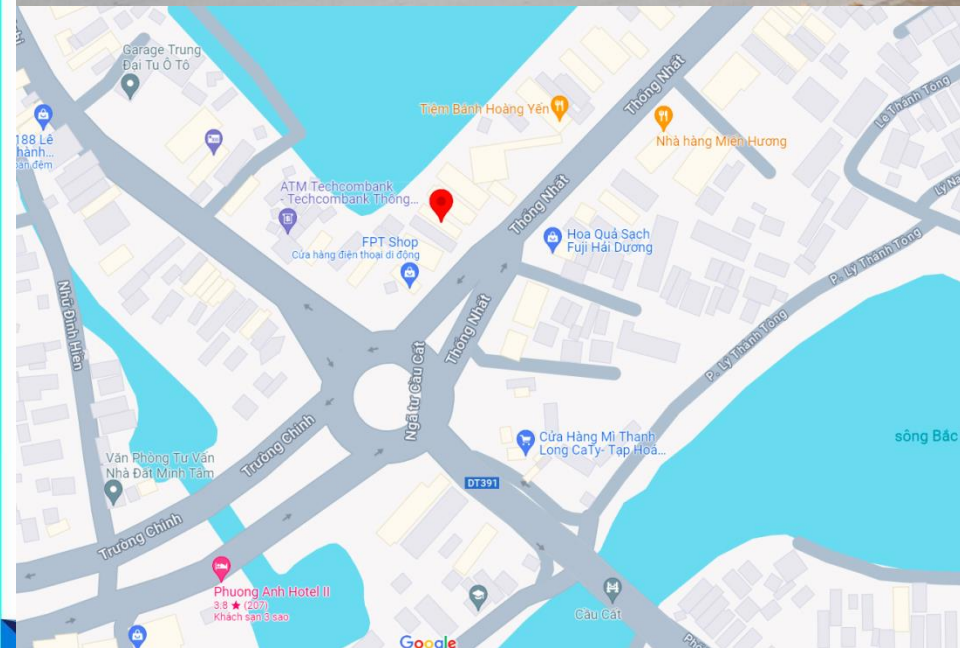 Garage Trung
Đại Tu Ô Tô
188 Lê
Thống Nhất
Tiệm Bánh Hoàng Yến
Nhà hàng Miên Hương
Lê Thánh Tông
ATM Techcombank
- Techcombank Thống...
FPT Shop
Cửa hàng điện thoại di động
Thống Nhất
Hoa Quả Sạch
Fuji Hải Dương
P. Lý Thánh Tông
Nhữ Đình Hiền
Thống Nhất
P. Lý Thánh Tông
Ngã tư Cầu Cất
Trường Chinh
Cửa Hàng Mì Thanh
Long CaTy- Tạp Hóa...
sông Bắc
Văn Phòng Tư Vấn
Nhà Đất Minh Tâm
DT391
Trường Chinh
Phuong Anh Hotel II
3,8 ★ (207)
Khách sạn 3 sao
Cầu Cất
Google